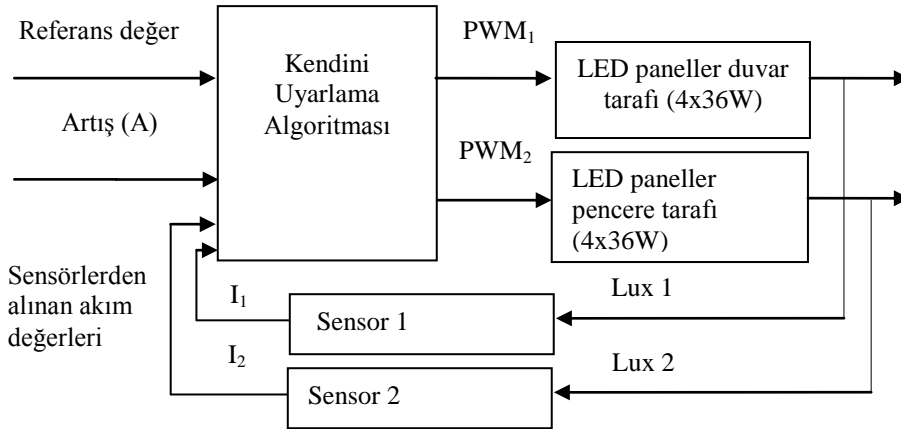 Referans değer
Artış (A)
Sensörlerden
alınan akım
değerleri
Kendini
Uyarlama
Algoritması
PWM₁
PWM₂
LED paneller duvar
tarafı (4x36W)
LED paneller
pencere tarafı
(4x36W)
Lux 1
I₁
Sensor 1
Lux 2
I₂
Sensor 2